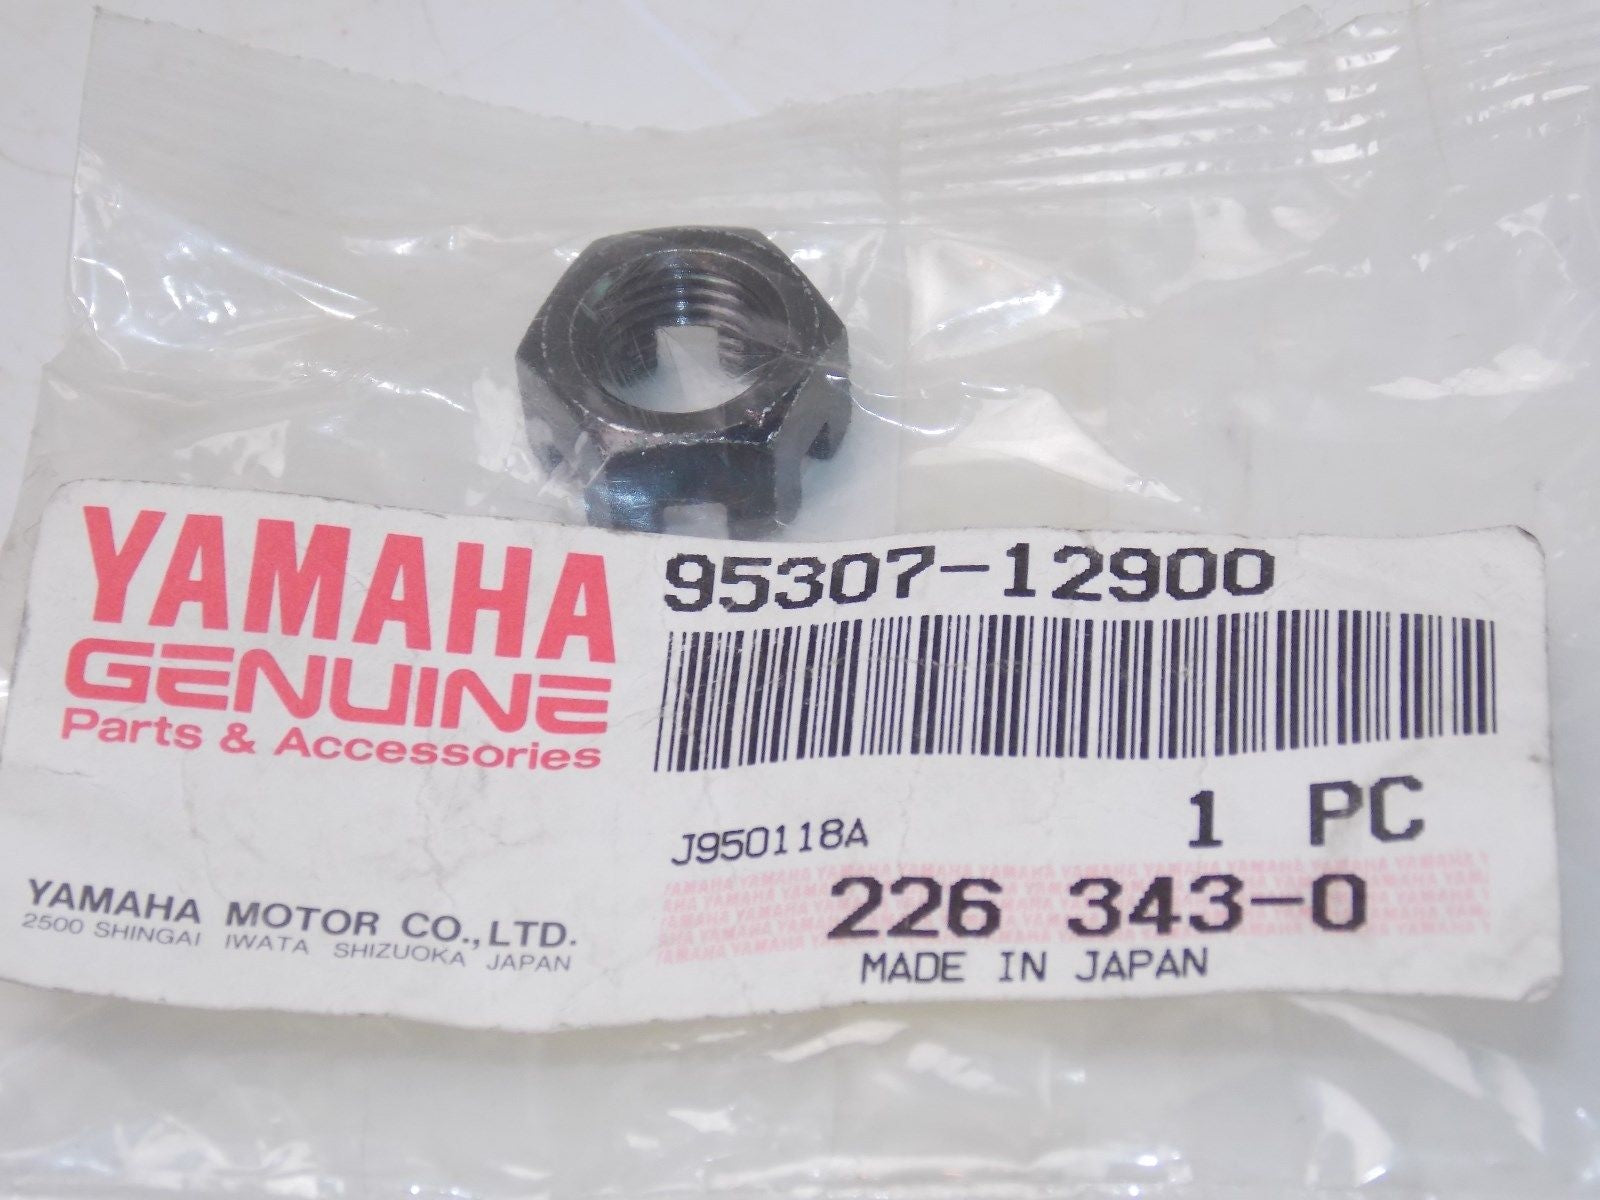 YAMAHA
GENUINE
Parts & Accessories
95307-12900
J950118A
1 PC
226 343-0
MADE IN JAPAN
YAMAHA MOTOR CO., LTD.
2500 SHINGAI IWATA SHIZUOKA JAPAN